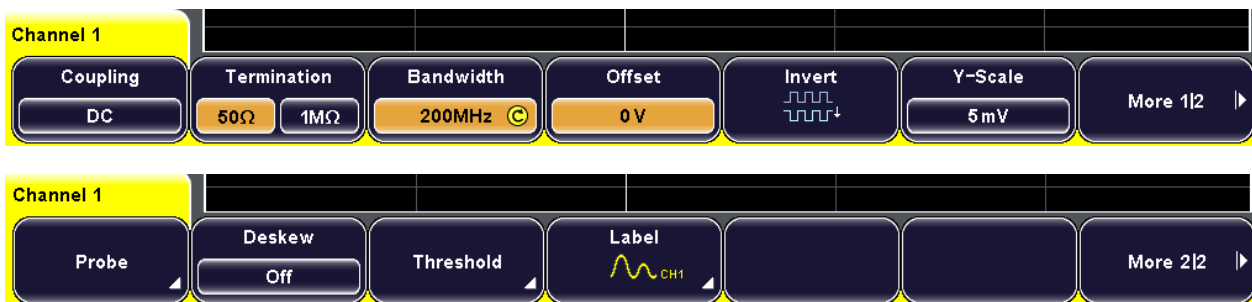 Channel 1
Coupling Termination Bandwidth Offset Invert Y-Scale More 1|2
DC 50Ω 1MΩ 200MHz C 0 V 5 mV
Channel 1
Probe Deskew Threshold Label More 2|2
Off CH1